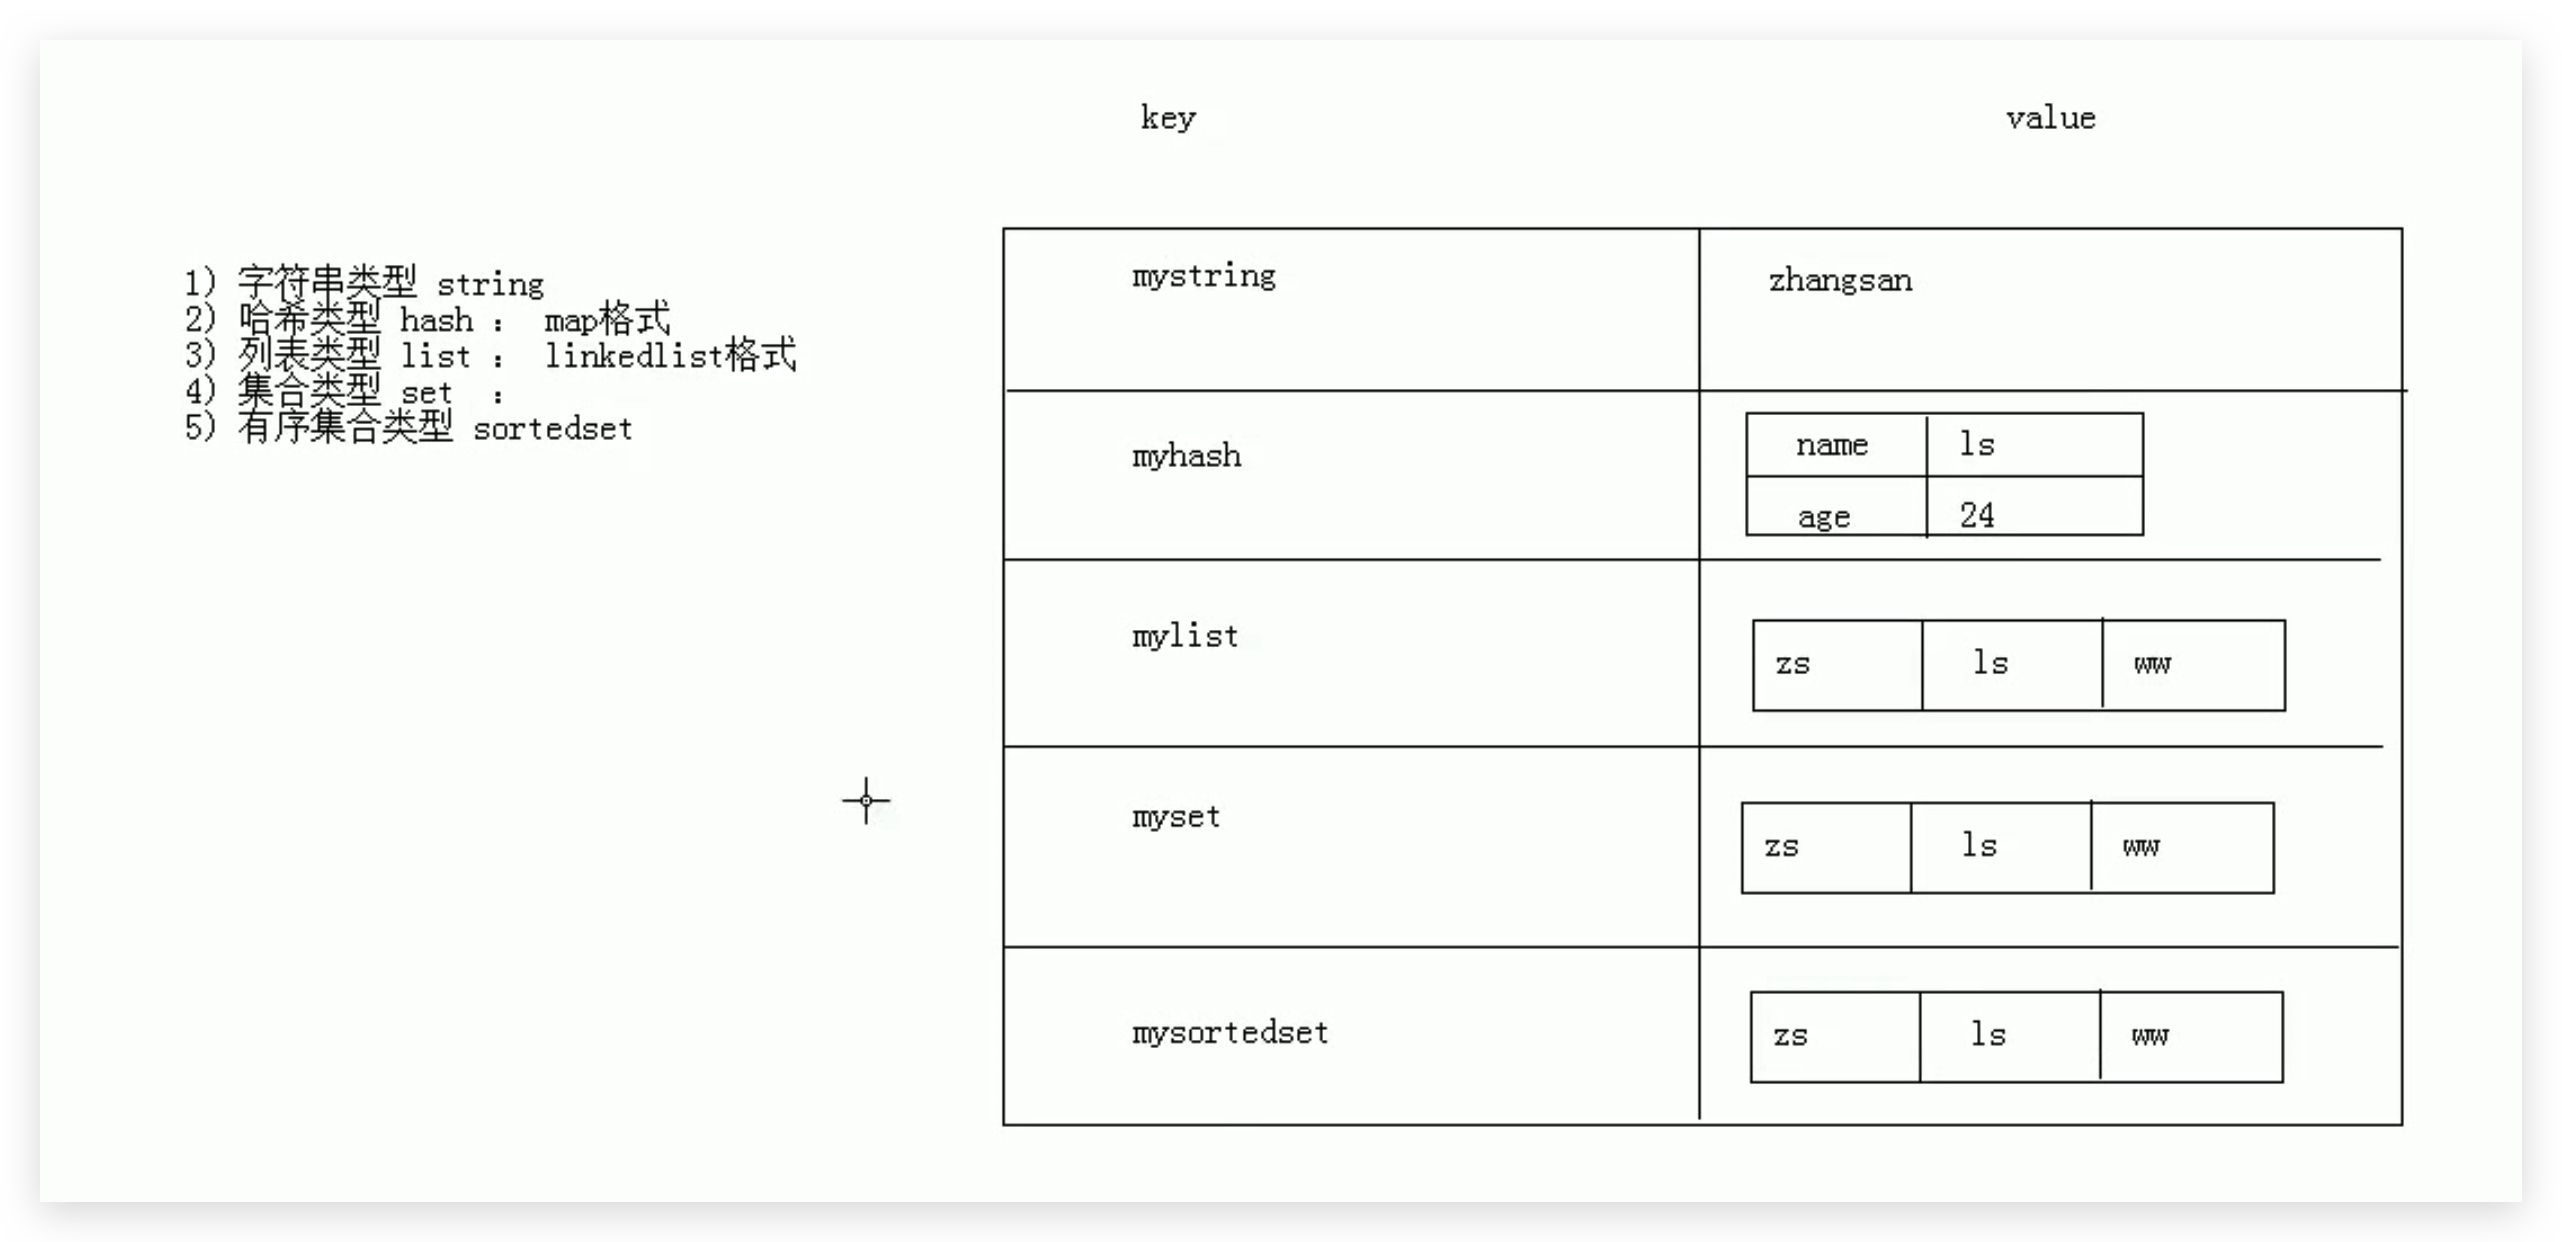 key value
1) 字符串类型 string
2) 哈希类型 hash ： map格式
3) 列表类型 list ： linkedlist格式
4) 集合类型 set ：
5) 有序集合类型 sortedset
mystring zhangsan
myhash
name ls
age 24
mylist
zs ls ww
myset
zs ls ww
mysortedset
zs ls ww